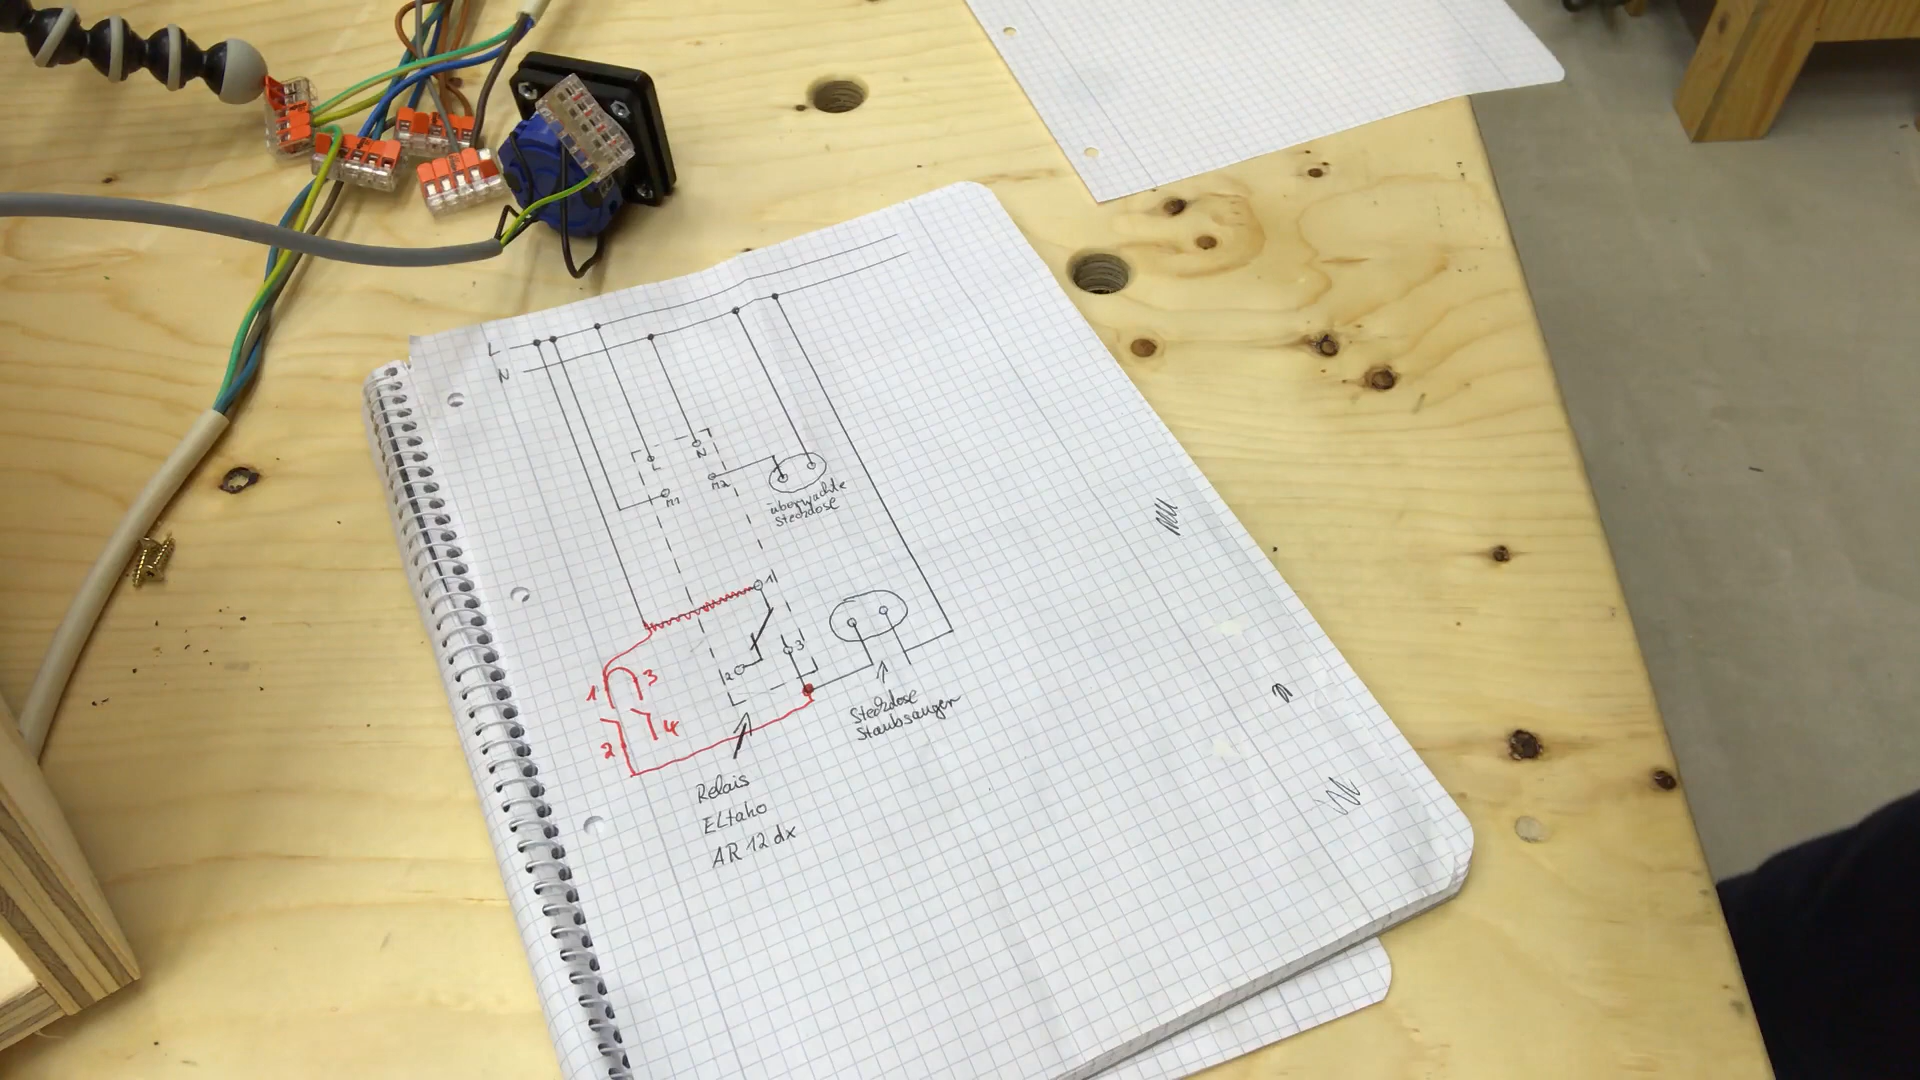 L
N
L
N
M1
M2
überwachte
Steckdose
1
3
2
1
3
2
4
Steckdose
Staubsauger
Relais
Eltako
AR 12 dx